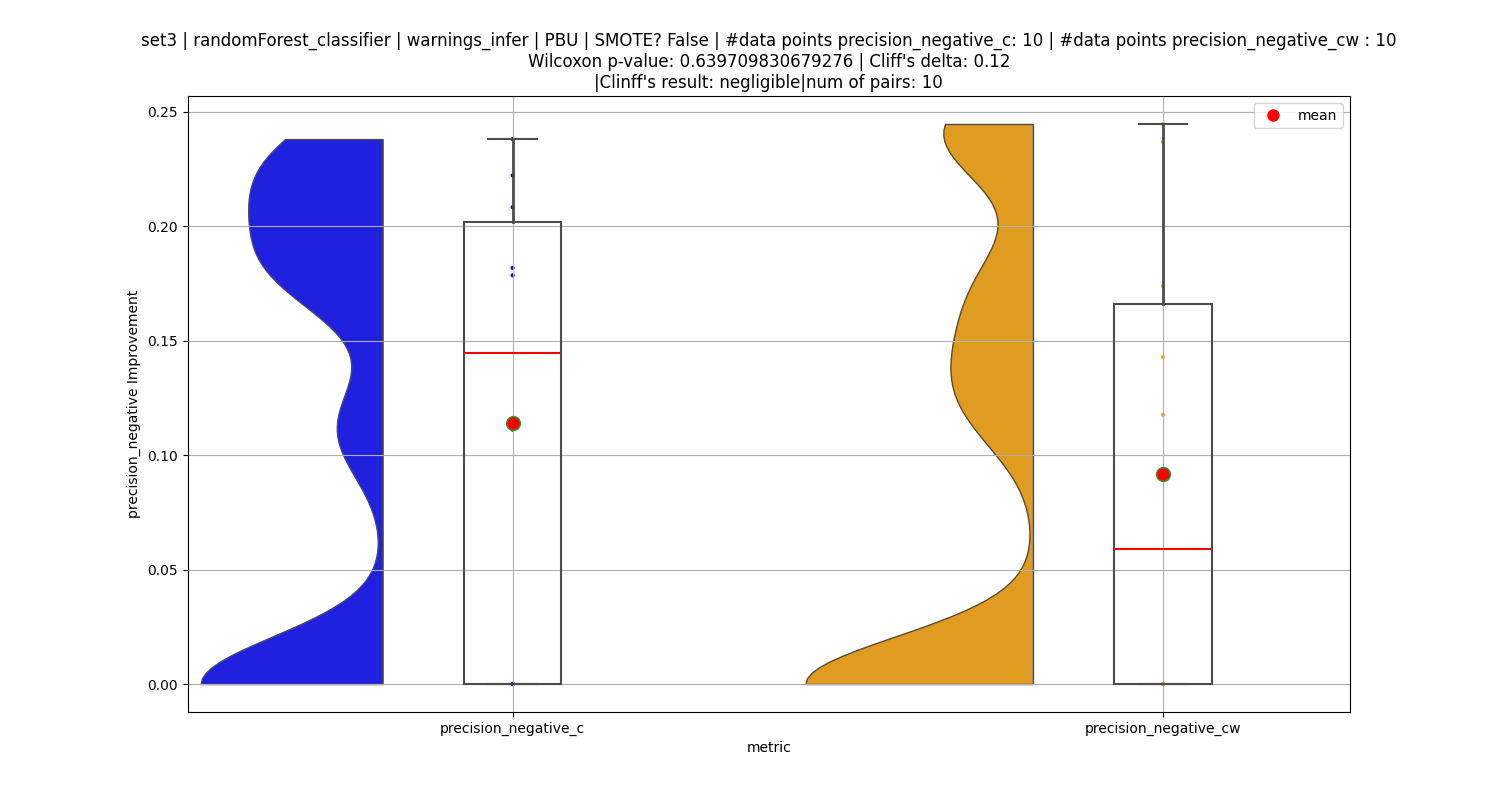 set3 | randomForest_classifier | warnings_infer | PBU | SMOTE? False | #data points precision_negative_c: 10 | #data points precision_negative_cw : 10
Wilcoxon p-value: 0.639709830679276 | Cliff's delta: 0.12
|Clinff's result: negligible|num of pairs: 10
mean
0.25
0.20
0.15
0.10
0.05
0.00
precision_negative Improvement
precision_negative_c
precision_negative_cw
metric